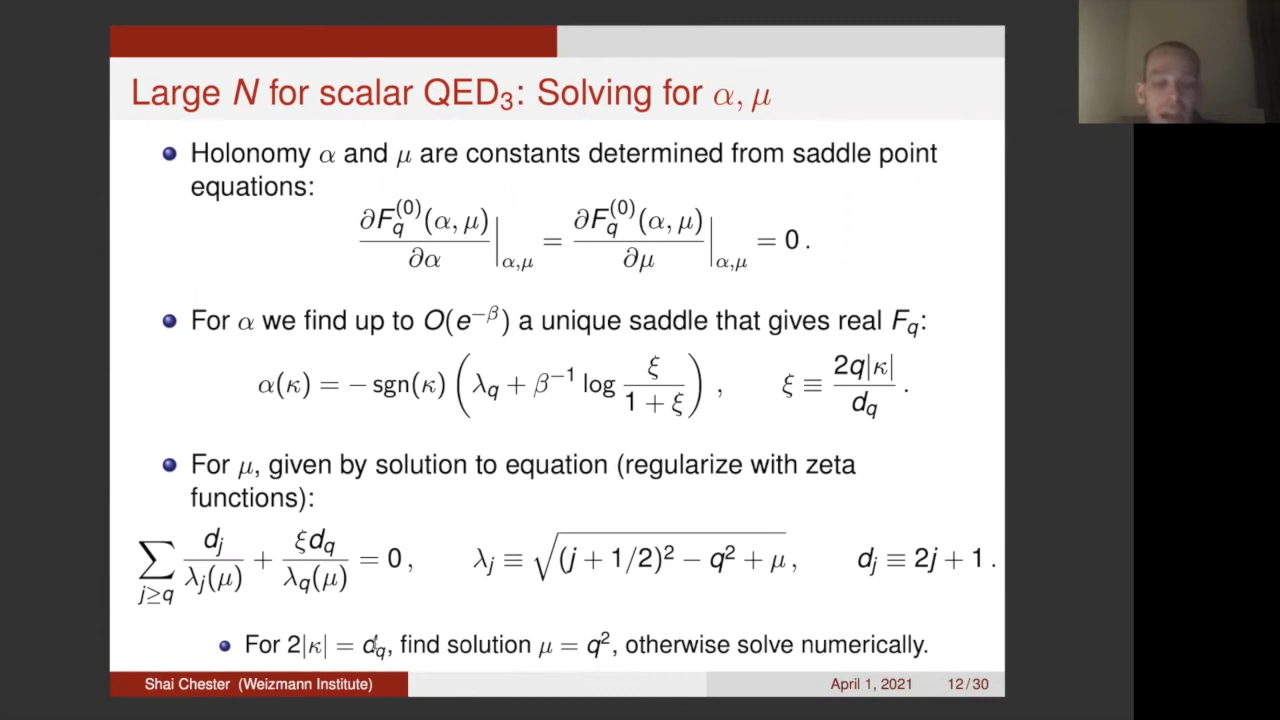 Large N for scalar QED₃: Solving for α, μ
Holonomy α and μ are constants determined from saddle point
equations:
∂F_q^{(0)}(α, μ)/∂α |_{α,μ} = ∂F_q^{(0)}(α, μ)/∂μ |_{α,μ} = 0 .
For α we find up to O(e^{−β}) a unique saddle that gives real F_q:
α(κ) = − sgn(κ) (λ_q + β^{−1} log ξ/(1 + ξ)) , ξ ≡ 2q|κ|/d_q .
For μ, given by solution to equation (regularize with zeta
functions):
∑_{j≥q} d_j/λ_j(μ) + ξd_q/λ_q(μ) = 0 , λ_j ≡ √((j + 1/2)² − q² + μ) , d_j ≡ 2j + 1 .
For 2|κ| = d_q, find solution μ = q², otherwise solve numerically.
Shai Chester (Weizmann Institute) April 1, 2021 12 / 30